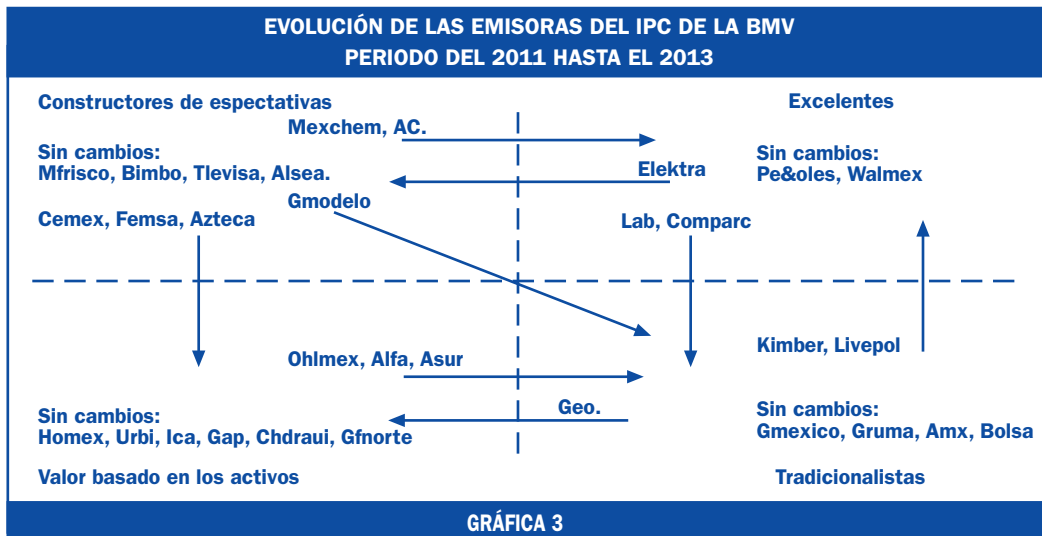 EVOLUCIÓN DE LAS EMISORAS DEL IPC DE LA BMV
PERIODO DEL 2011 HASTA EL 2013
Constructores de espectativas
Excelentes
Mexchem, AC.
Sin cambios:
Mfrisco, Bimbo, Tlevisa, Alsea.
Elektra
Sin cambios:
Pe&oles, Walmex
Gmodelo
Cemex, Femsa, Azteca
Lab, Comparc
Ohlmex, Alfa, Asur
Kimber, Livepol
Geo.
Sin cambios:
Homex, Urbi, Ica, Gap, Chdraui, Gfnorte
Sin cambios:
Gmexico, Gruma, Amx, Bolsa
Valor basado en los activos
Tradicionalistas
GRÁFICA 3